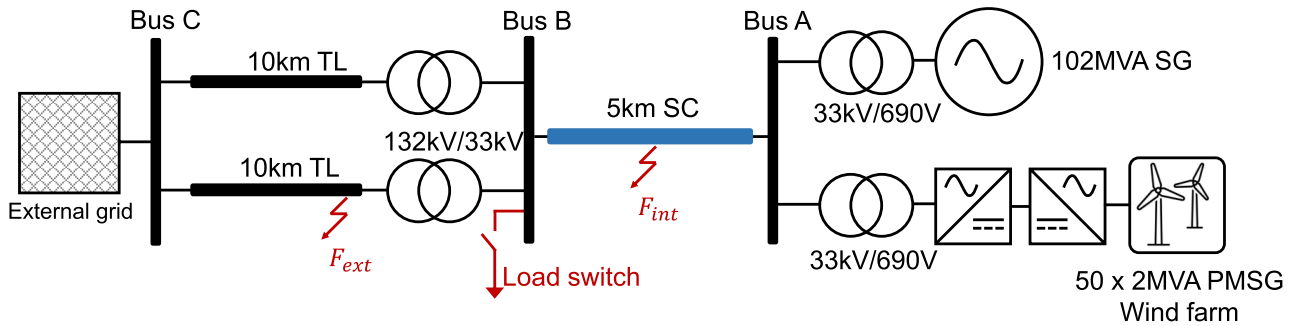 Bus C
Bus B
Bus A
10km TL
102MVA SG
33kV/690V
5km SC
132kV/33kV
10km TL
External grid
F_ext
F_int
Load switch
33kV/690V
50 x 2MVA PMSG
Wind farm